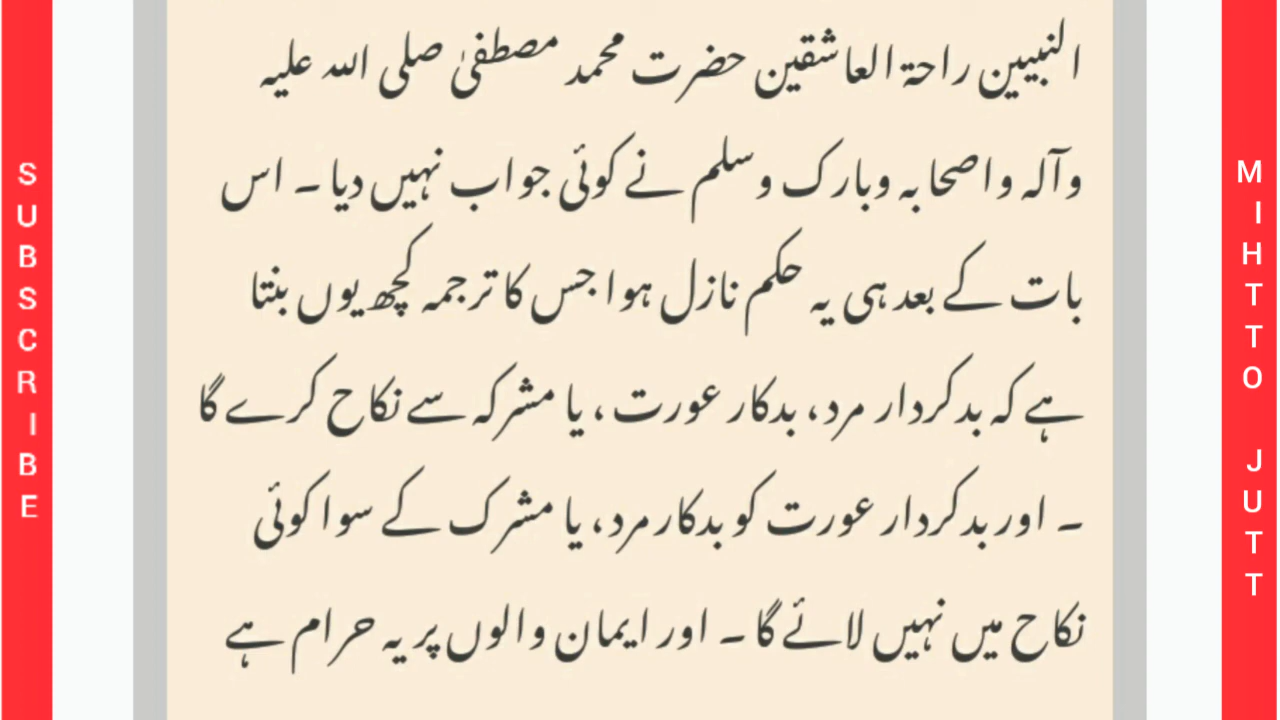 النبیین راحۃ العاشقین حضرت محمد مصطفیٰ صلی اللہ علیہ
وآلہ واصحابہ وبارک وسلم نے کوئی جواب نہیں دیا ۔ اس
بات کے بعد ہی یہ حکم نازل ہوا جس کا ترجمہ کچھ یوں بنتا
ہے کہ بدکردار مرد، بدکار عورت، یا مشرکہ سے نکاح کرے گا
۔ اور بدکردار عورت کو بدکار مرد، یا مشرک کے سوا کوئی
نکاح میں نہیں لائے گا ۔ اور ایمان والوں پر یہ حرام ہے
SUBSCRIBE
MIHTTO JUTT